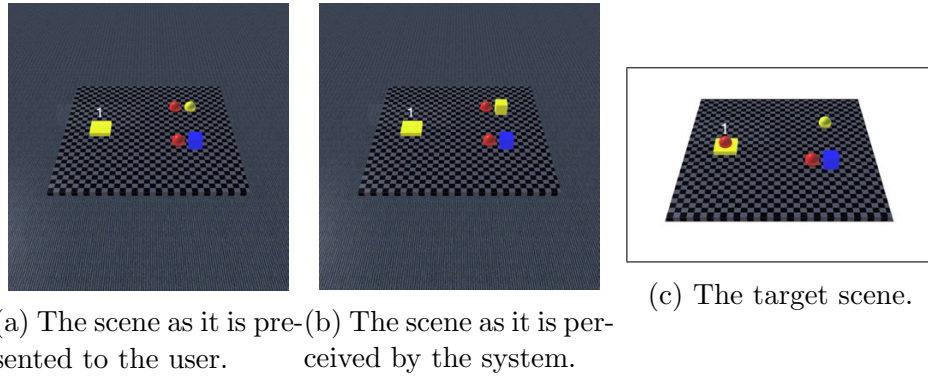 1
1
1
(a) The scene as it is pre-
sented to the user.
(b) The scene as it is per-
ceived by the system.
(c) The target scene.